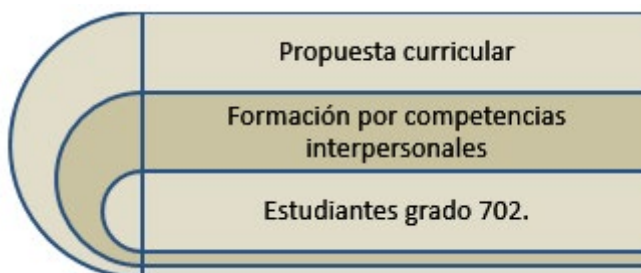 Propuesta curricular
Formación por competencias
interpersonales
Estudiantes grado 702.